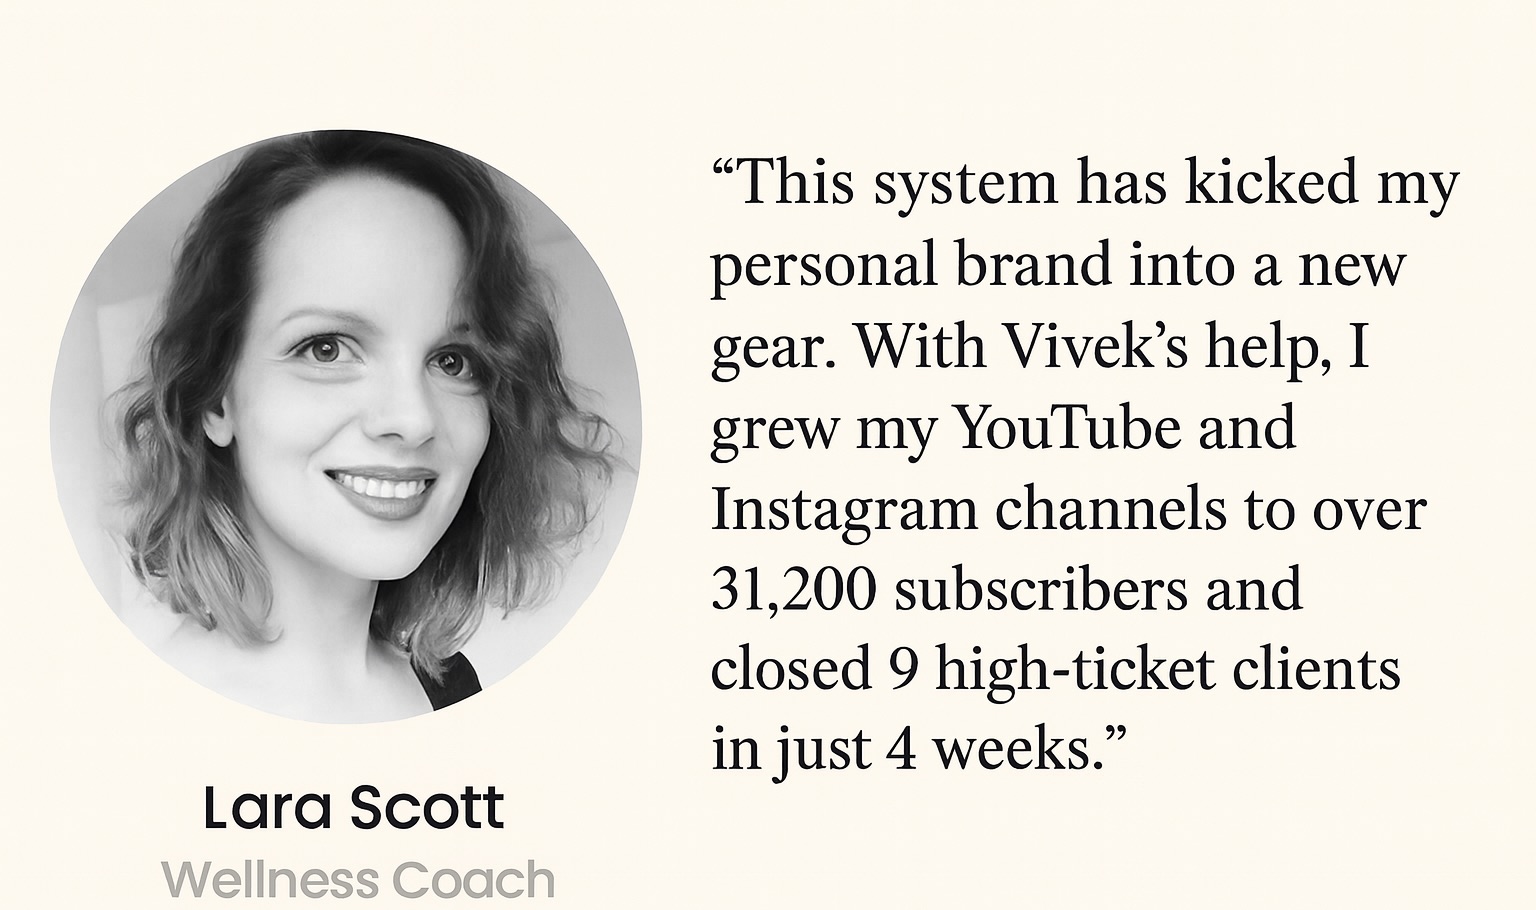 “This system has kicked my
personal brand into a new
gear. With Vivek’s help, I
grew my YouTube and
Instagram channels to over
31,200 subscribers and
closed 9 high-ticket clients
in just 4 weeks.”
Lara Scott
Wellness Coach